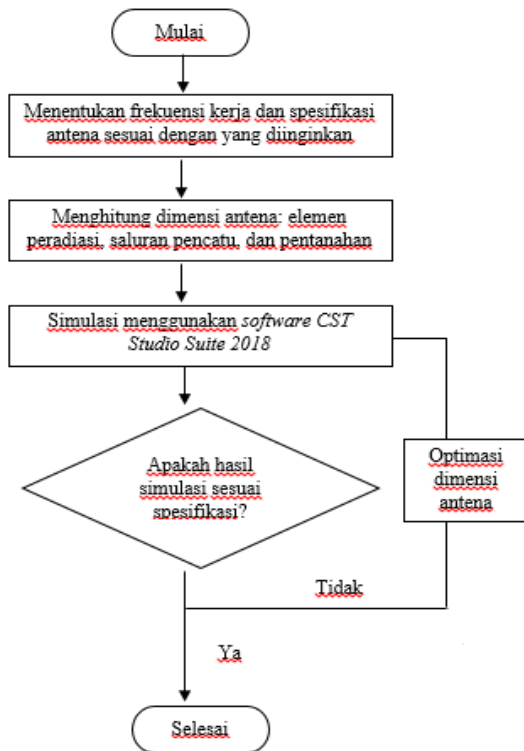 Mulai
Menentukan frekuensi kerja dan spesifikasi
antena sesuai dengan yang diinginkan
Menghitung dimensi antena: elemen
peradiasi, saluran pencatu, dan pentanahan
Simulasi menggunakan software CST
Studio Suite 2018
Apakah hasil
simulasi sesuai
spesifikasi?
Optimasi
dimensi
antena
Tidak
Ya
Selesai